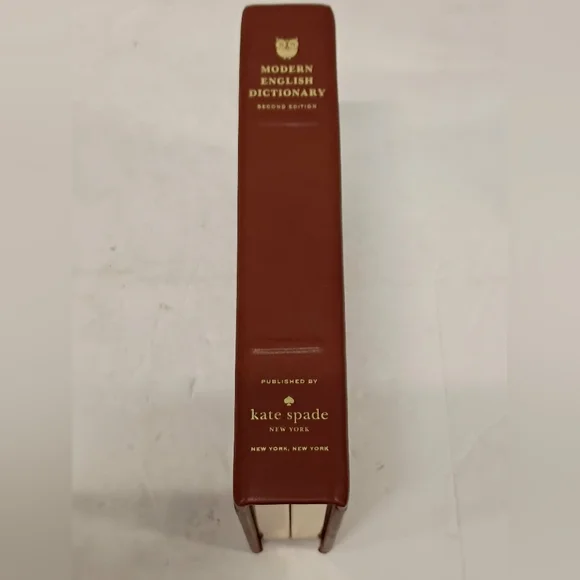 MODERN
ENGLISH
DICTIONARY
SECOND EDITION
PUBLISHED BY
kate spade
NEW YORK
NEW YORK, NEW YORK